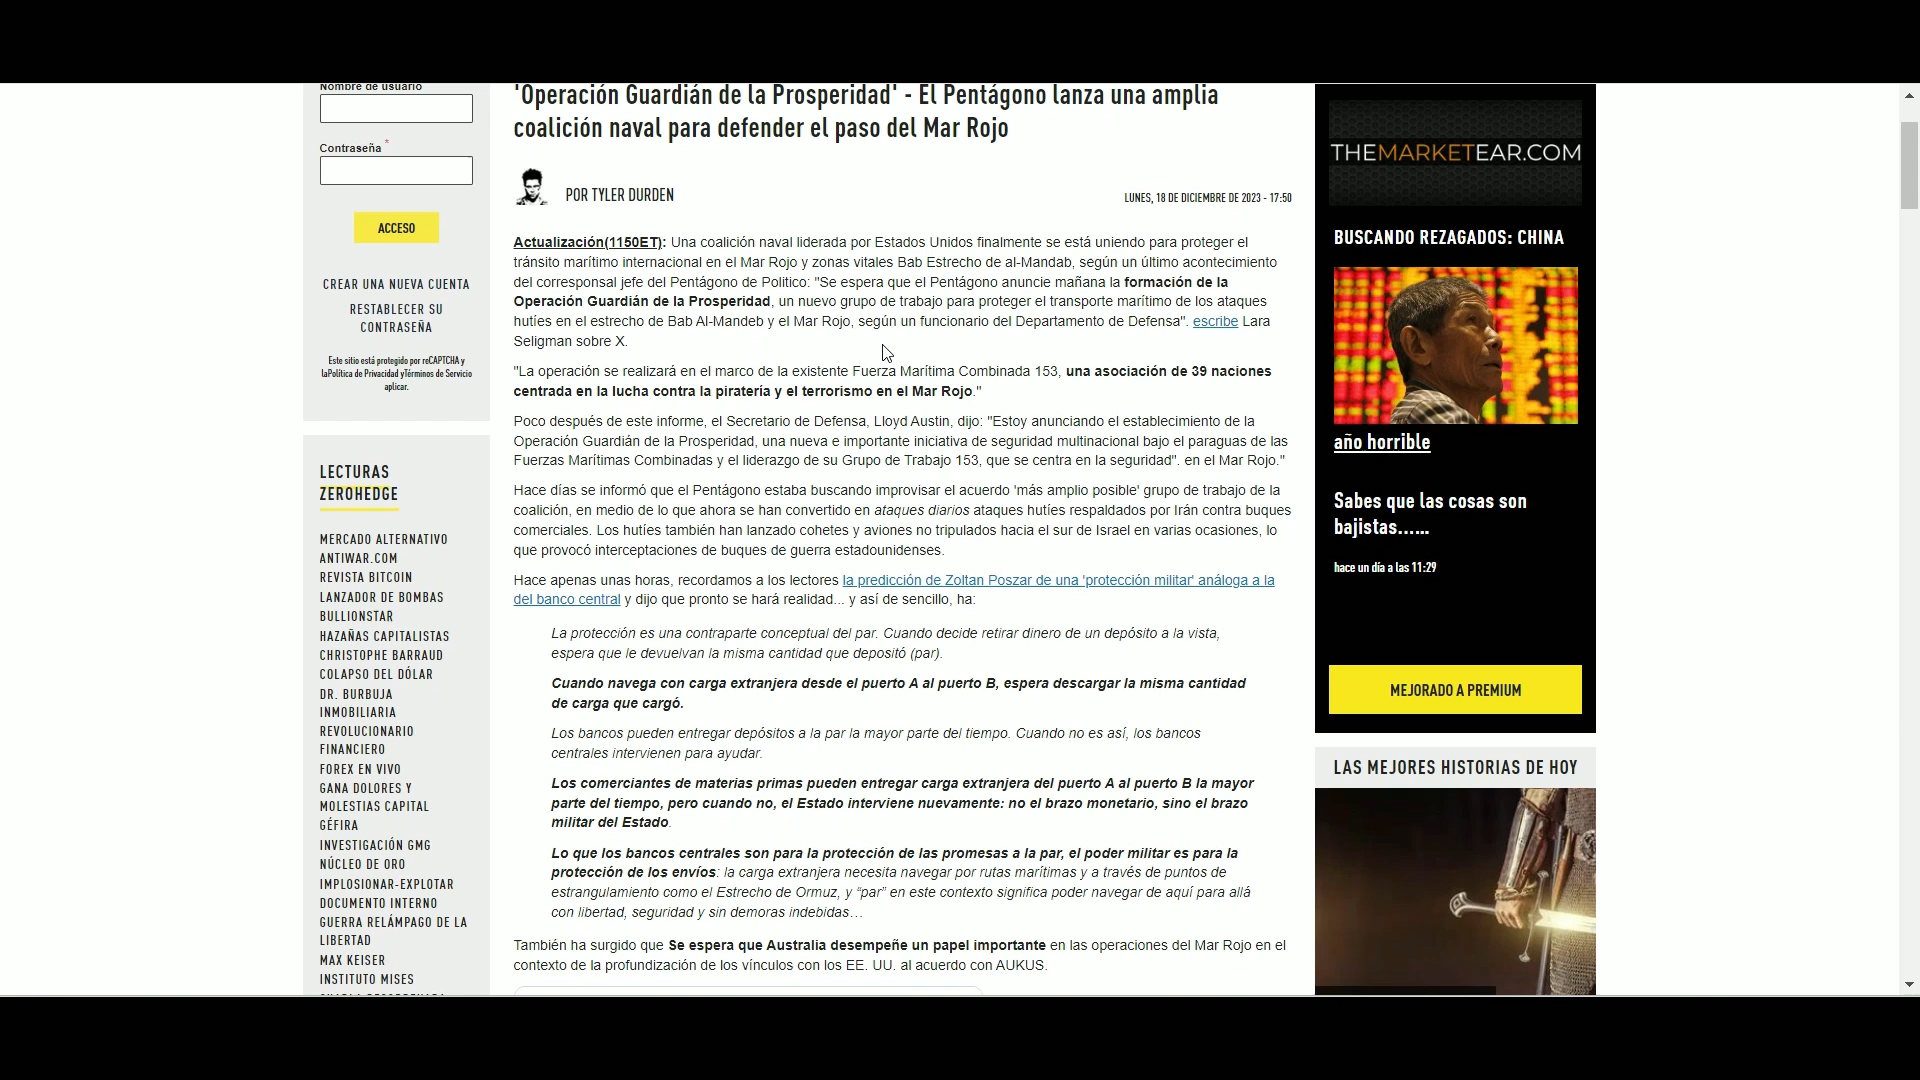 Nombre de usuario
Contraseña *
ACCESO
CREAR UNA NUEVA CUENTA
RESTABLECER SU
CONTRASEÑA
Este sitio está protegido por reCAPTCHA y
laPolítica de Privacidad yTérminos de Servicio
aplicar.
LECTURAS
ZEROHEDGE
MERCADO ALTERNATIVO
ANTIWAR.COM
REVISTA BITCOIN
LANZADOR DE BOMBAS
BULLIONSTAR
HAZAÑAS CAPITALISTAS
CHRISTOPHE BARRAUD
COLAPSO DEL DÓLAR
DR. BURBUJA
INMOBILIARIA
REVOLUCIONARIO
FINANCIERO
FOREX EN VIVO
GANA DOLORES Y
MOLESTIAS CAPITAL
GÉFIRA
INVESTIGACIÓN GMG
NÚCLEO DE ORO
IMPLOSIONAR-EXPLOTAR
DOCUMENTO INTERNO
GUERRA RELÁMPAGO DE LA
LIBERTAD
MAX KEISER
INSTITUTO MISES
'Operación Guardián de la Prosperidad' - El Pentágono lanza una amplia
coalición naval para defender el paso del Mar Rojo
POR TYLER DURDEN
LUNES, 18 DE DICIEMBRE DE 2023 - 17:50
Actualización(1150ET): Una coalición naval liderada por Estados Unidos finalmente se está uniendo para proteger el
tránsito marítimo internacional en el Mar Rojo y zonas vitales Bab Estrecho de al-Mandab, según un último acontecimiento
del corresponsal jefe del Pentágono de Politico: "Se espera que el Pentágono anuncie mañana la formación de la
Operación Guardián de la Prosperidad, un nuevo grupo de trabajo para proteger el transporte marítimo de los ataques
hutíes en el estrecho de Bab Al-Mandeb y el Mar Rojo, según un funcionario del Departamento de Defensa". escribe Lara
Seligman sobre X.
"La operación se realizará en el marco de la existente Fuerza Marítima Combinada 153, una asociación de 39 naciones
centrada en la lucha contra la piratería y el terrorismo en el Mar Rojo."
Poco después de este informe, el Secretario de Defensa, Lloyd Austin, dijo: "Estoy anunciando el establecimiento de la
Operación Guardián de la Prosperidad, una nueva e importante iniciativa de seguridad multinacional bajo el paraguas de las
Fuerzas Marítimas Combinadas y el liderazgo de su Grupo de Trabajo 153, que se centra en la seguridad". en el Mar Rojo."
Hace días se informó que el Pentágono estaba buscando improvisar el acuerdo 'más amplio posible' grupo de trabajo de la
coalición, en medio de lo que ahora se han convertido en ataques diarios ataques hutíes respaldados por Irán contra buques
comerciales. Los hutíes también han lanzado cohetes y aviones no tripulados hacia el sur de Israel en varias ocasiones, lo
que provocó interceptaciones de buques de guerra estadounidenses.
Hace apenas unas horas, recordamos a los lectores la predicción de Zoltan Poszar de una 'protección militar' análoga a la
del banco central y dijo que pronto se hará realidad... y así de sencillo, ha:
La protección es una contraparte conceptual del par. Cuando decide retirar dinero de un depósito a la vista,
espera que le devuelvan la misma cantidad que depositó (par).
Cuando navega con carga extranjera desde el puerto A al puerto B, espera descargar la misma cantidad
de carga que cargó.
Los bancos pueden entregar depósitos a la par la mayor parte del tiempo. Cuando no es así, los bancos
centrales intervienen para ayudar.
Los comerciantes de materias primas pueden entregar carga extranjera del puerto A al puerto B la mayor
parte del tiempo, pero cuando no, el Estado interviene nuevamente: no el brazo monetario, sino el brazo
militar del Estado.
Lo que los bancos centrales son para la protección de las promesas a la par, el poder militar es para la
protección de los envíos: la carga extranjera necesita navegar por rutas marítimas y a través de puntos de
estrangulamiento como el Estrecho de Ormuz, y “par” en este contexto significa poder navegar de aquí para allá
con libertad, seguridad y sin demoras indebidas…
También ha surgido que Se espera que Australia desempeñe un papel importante en las operaciones del Mar Rojo en el
contexto de la profundización de los vínculos con los EE. UU. al acuerdo con AUKUS.
THEMARKETEAR.COM
BUSCANDO REZAGADOS: CHINA
año horrible
Sabes que las cosas son
bajistas……
hace un día a las 11:29
MEJORADO A PREMIUM
LAS MEJORES HISTORIAS DE HOY